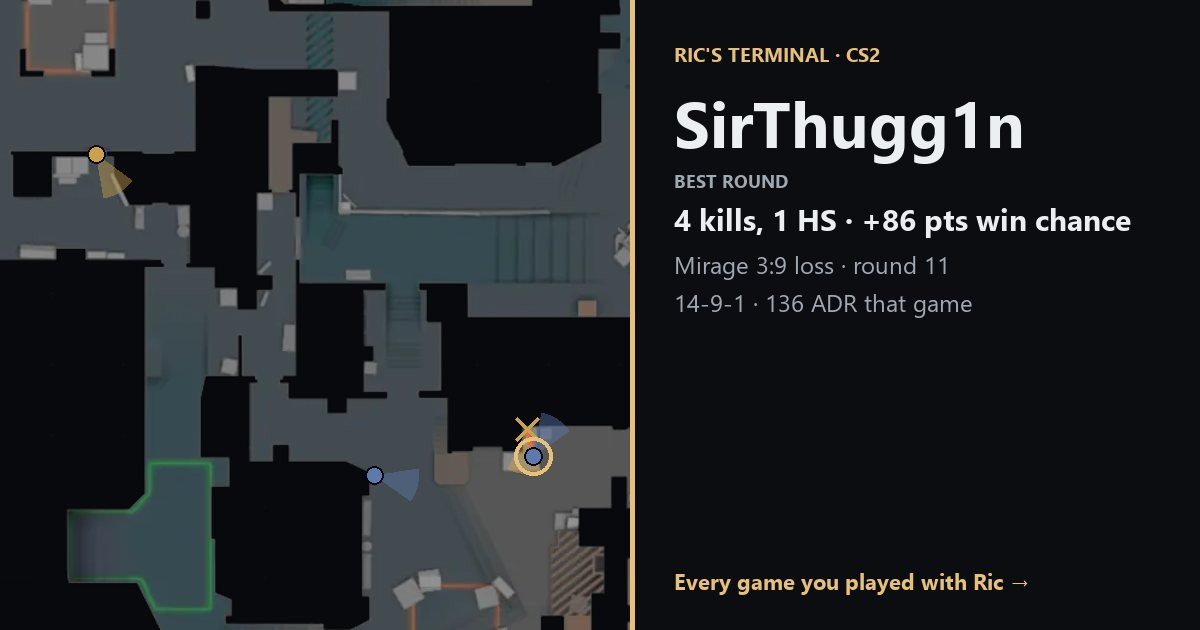 RIC'S TERMINAL · CS2
SirThugg1n
BEST ROUND
4 kills, 1 HS · +86 pts win chance
Mirage 3:9 loss · round 11
14-9-1 · 136 ADR that game
Every game you played with Ric →